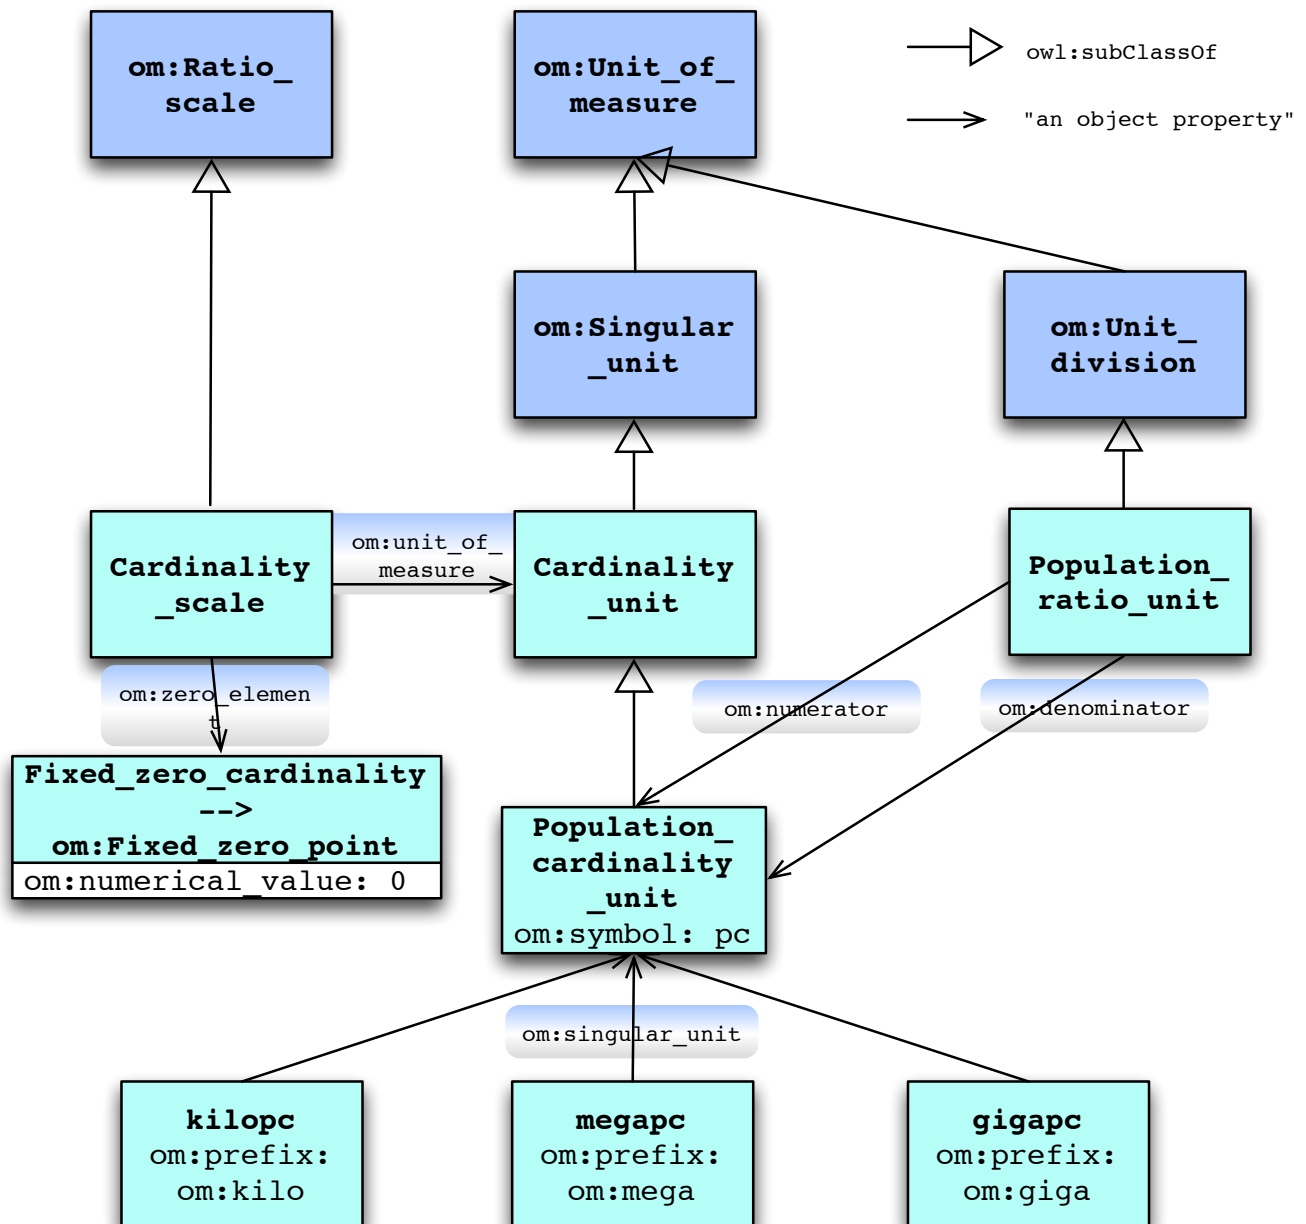 om:Ratio_
scale
om:Unit_of_
measure
owl:subClassOf
"an object property"
om:Singular
_unit
om:Unit_
division
Cardinality
_scale
om:unit_of_
measure
Cardinality
_unit
Population_
ratio_unit
om:zero_elemen
t
om:numerator
om:denominator
Fixed_zero_cardinality
-->
om:Fixed_zero_point
om:numerical_value: 0
Population_
cardinality
_unit
om:symbol: pc
om:singular_unit
kilopc
om:prefix:
om:kilo
megapc
om:prefix:
om:mega
gigapc
om:prefix:
om:giga